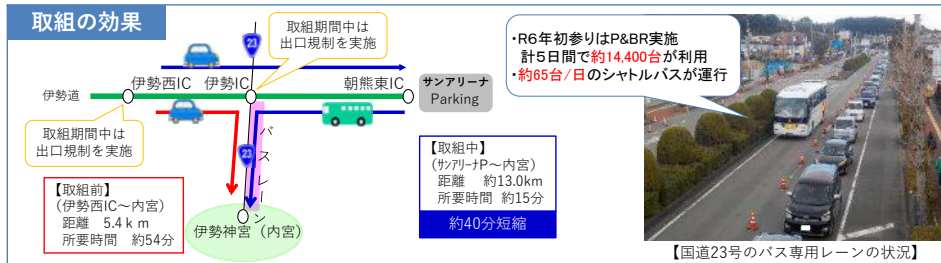 取組の効果
取組期間中は
出口規制を実施
23
伊勢西IC
伊勢IC
朝熊東IC
伊勢道
サンアリーナ
Parking
取組期間中は
出口規制を実施
バスレーン
23
【取組前】
(伊勢西IC～内宮)
距離　5.4ｋｍ
所要時間　約54分
伊勢神宮（内宮）
【取組中】
(ｻﾝｱﾘｰﾅP～内宮)
距離　約13.0km
所要時間　約15分
約40分短縮
・R6年初参りはP&BR実施
計5日間で約14,400台が利用
・約65台/日のシャトルバスが運行
【国道23号のバス専用レーンの状況】